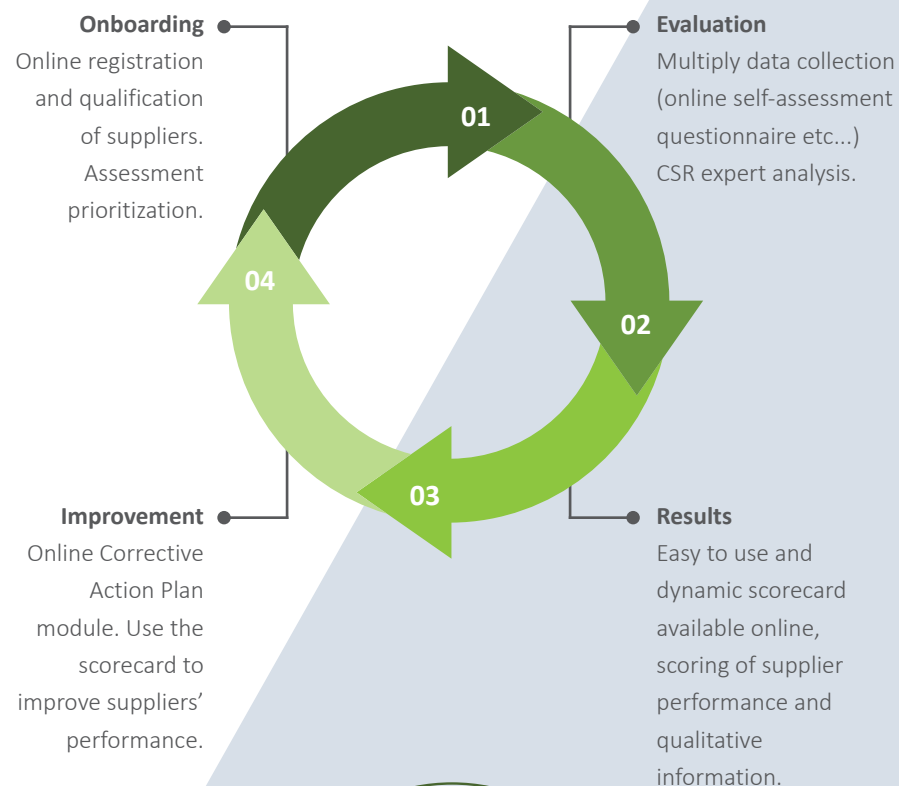 Onboarding
Online registration
and qualification
of suppliers.
Assessment
prioritization.
01
Evaluation
Multiply data collection
(online self-assessment
questionnaire etc...)
CSR expert analysis.
02
Results
Easy to use and
dynamic scorecard
available online,
scoring of supplier
performance and
qualitative
information.
03
Improvement
Online Corrective
Action Plan
module. Use the
scorecard to
improve suppliers’
performance.
04